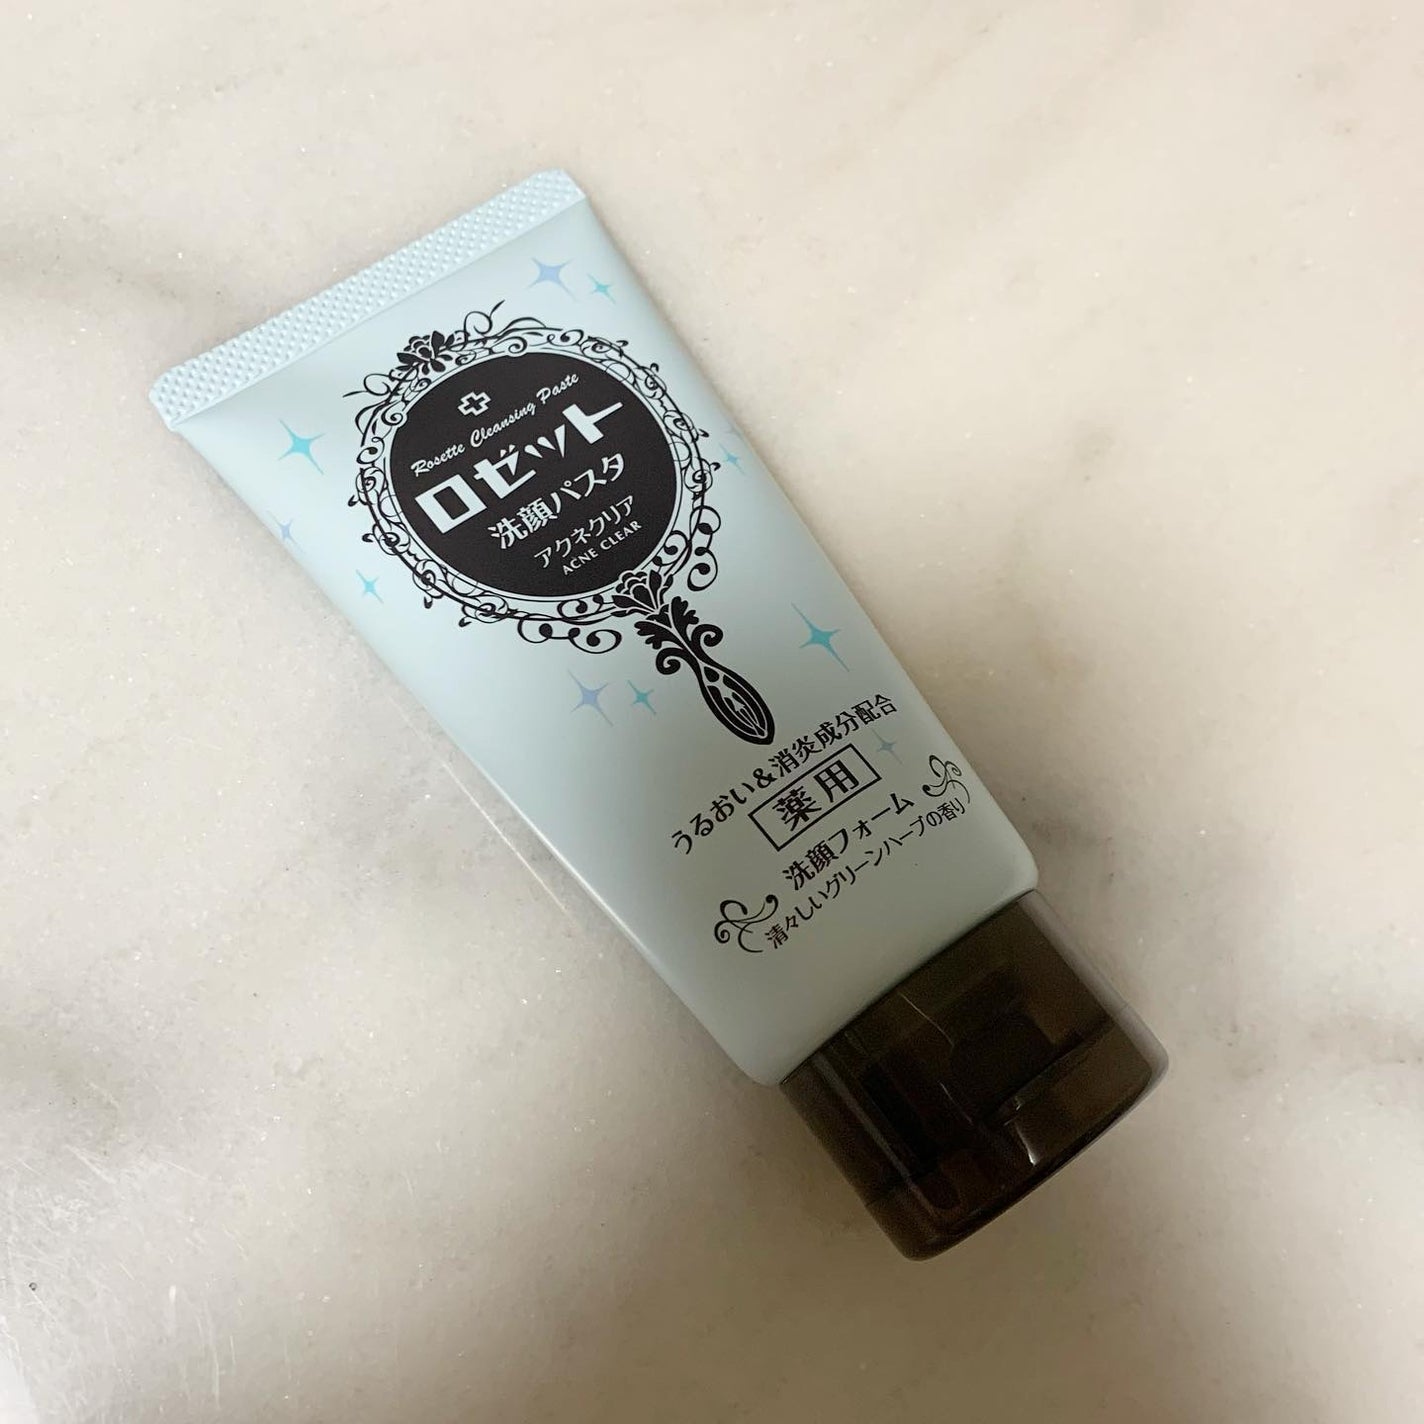 Rosette Cleansing Paste
ロゼット
洗顔パスタ
アクネクリア
ACNE CLEAR
うるおい&消炎成分配合
薬用
洗顔フォーム
清々しいグリーンハーブの香り